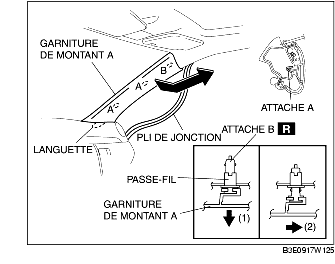 GARNITURE
DE MONTANT A
B
A
A
ATTACHE A
LANGUETTE
PLI DE JONCTION
ATTACHE B R
PASSE-FIL
GARNITURE
DE MONTANT A
(1)
(2)
B3E0917W125